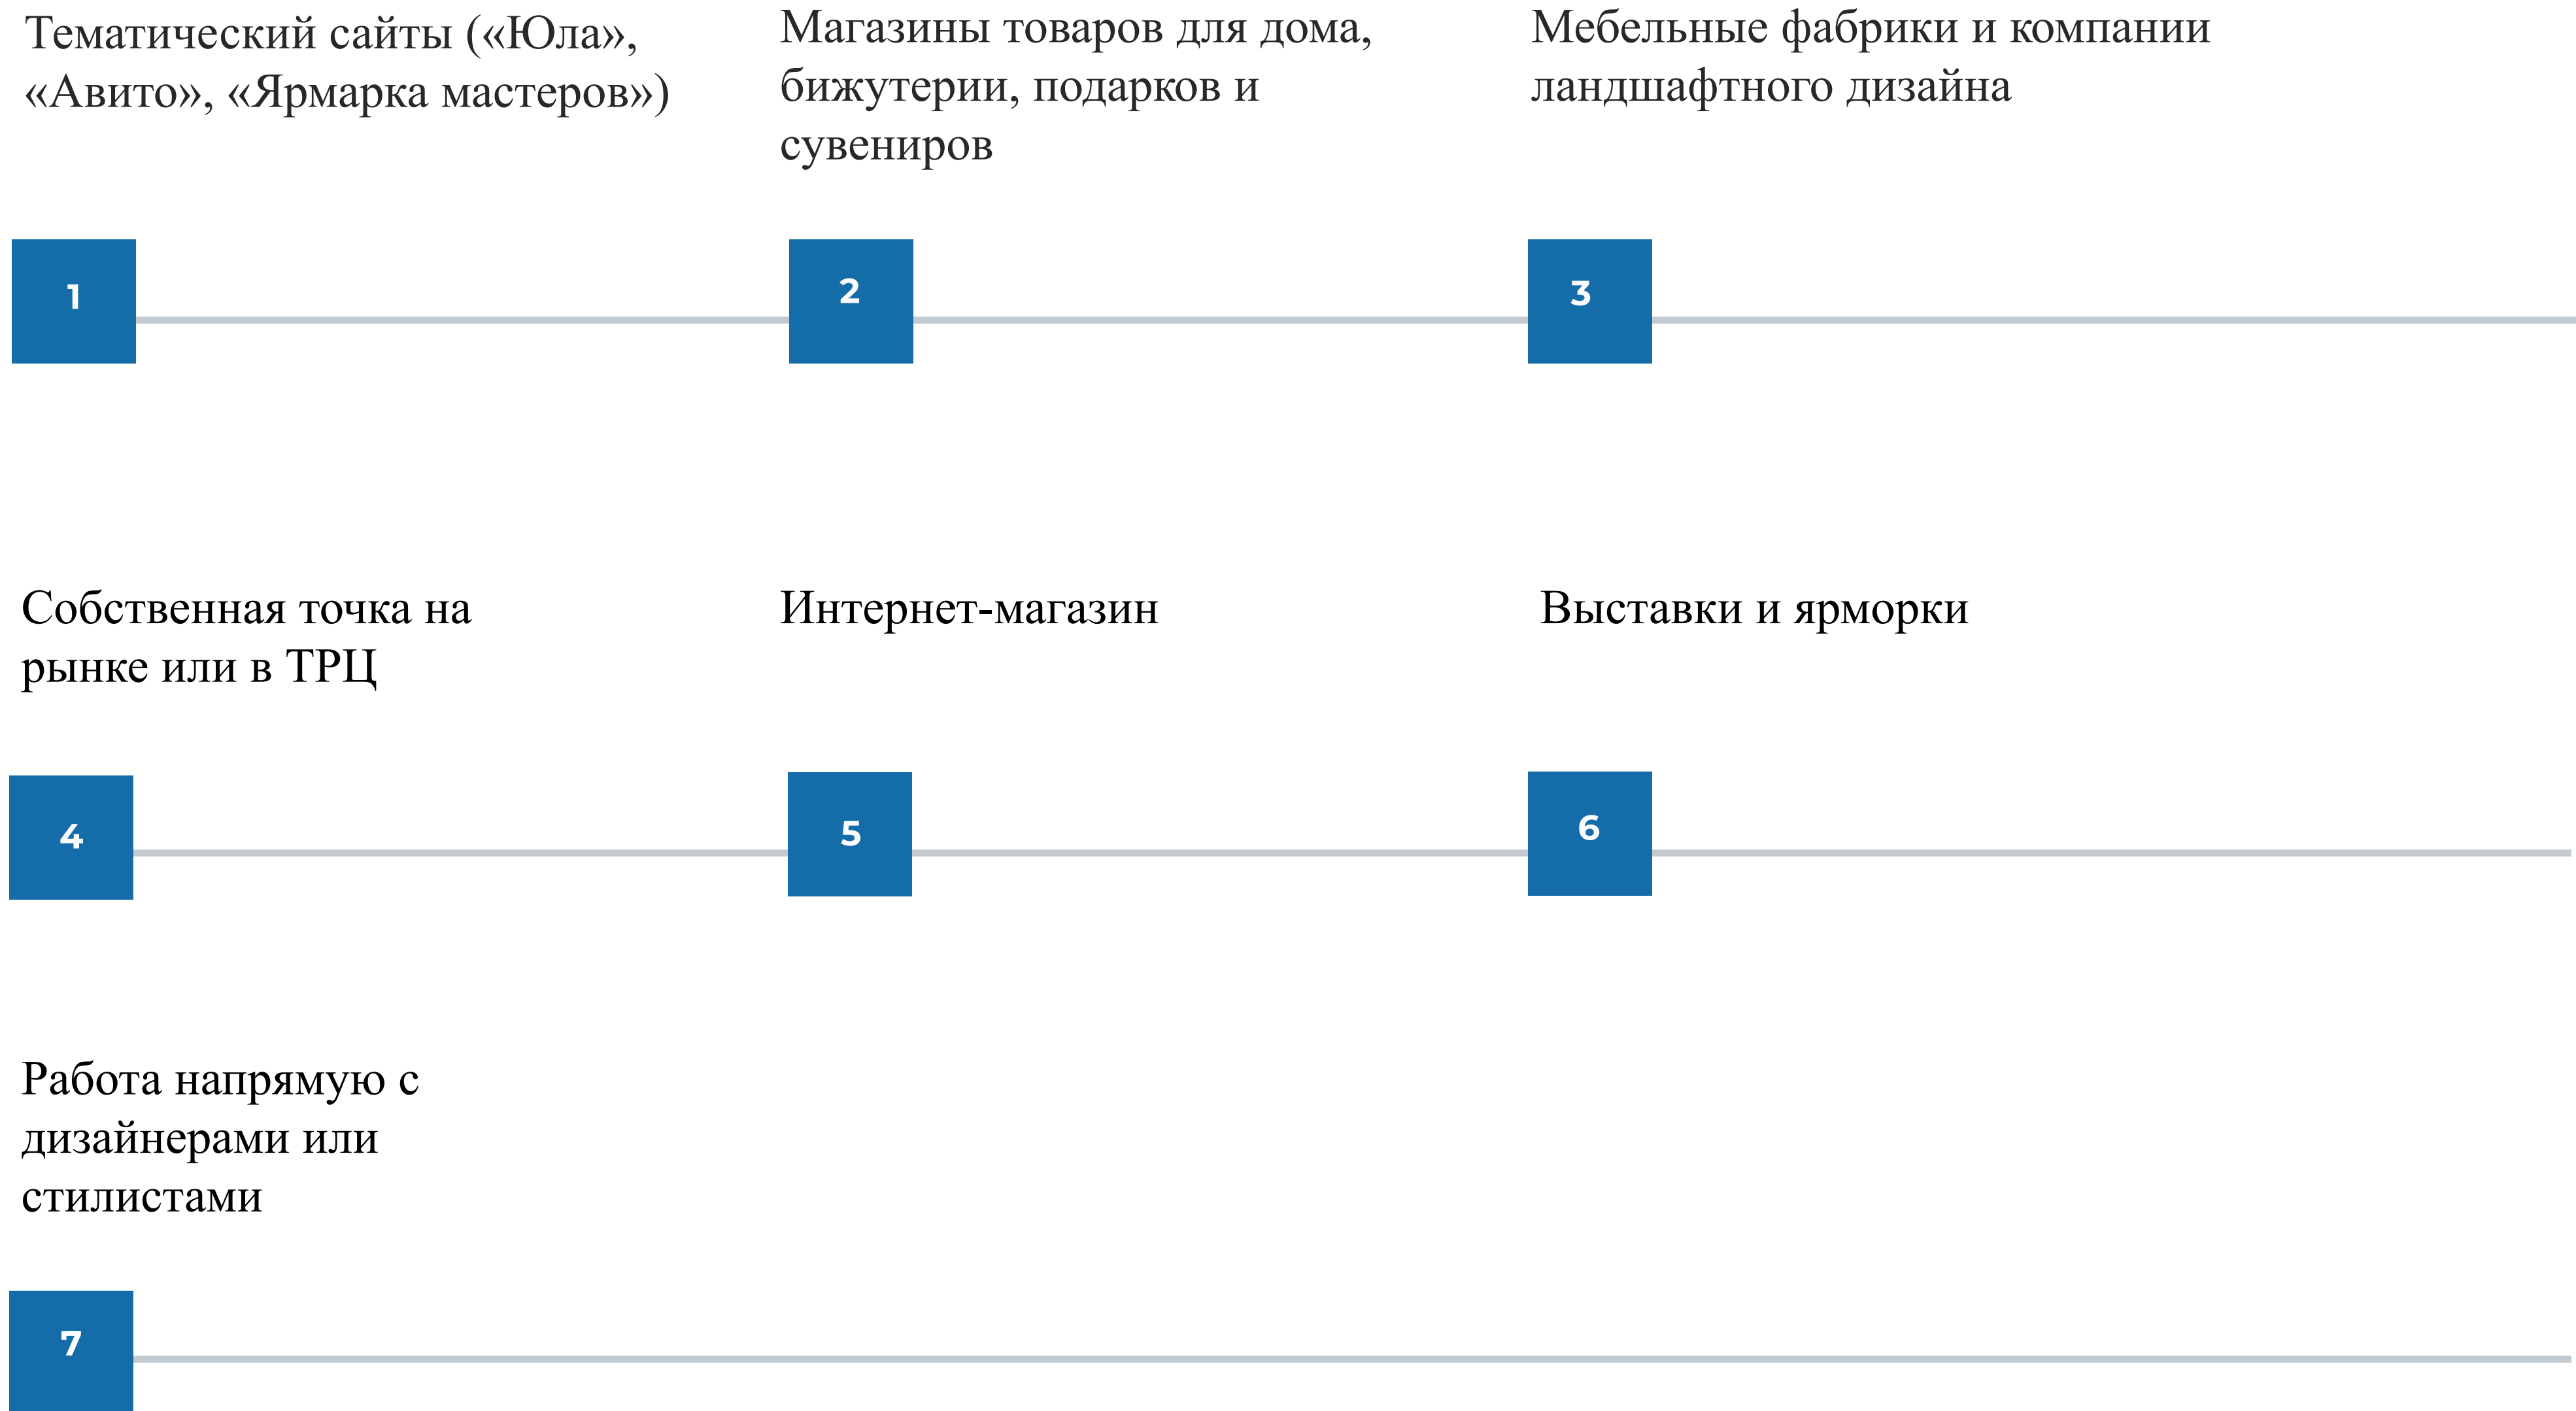 Тематический сайты («Юла»,
«Авито», «Ярмарка мастеров»)
Магазины товаров для дома,
бижутерии, подарков и
сувениров
Мебельные фабрики и компании
ландшафтного дизайна
1
2
3
Собственная точка на
рынке или в ТРЦ
Интернет-магазин
Выставки и ярморки
4
5
6
Работа напрямую с
дизайнерами или
стилистами
7